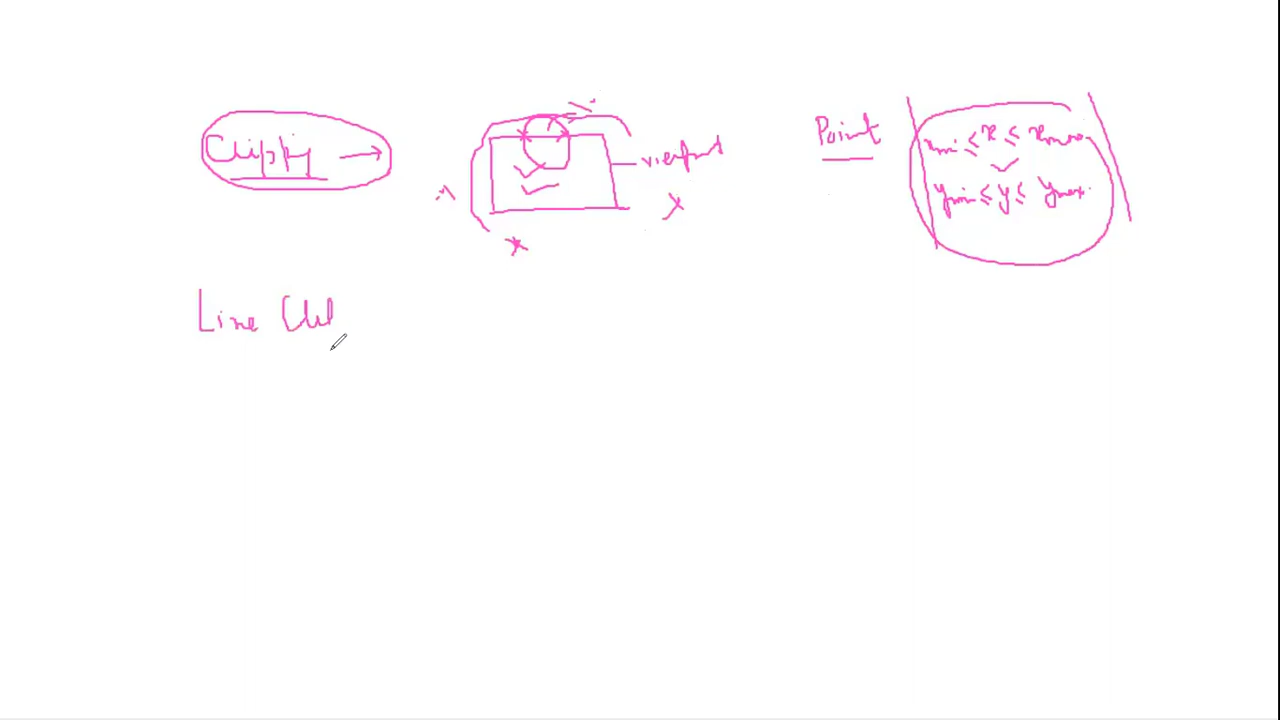 Clipping →
viewport
Point
xmin ≤ x ≤ xmax
ymin ≤ y ≤ ymax
Line Cli